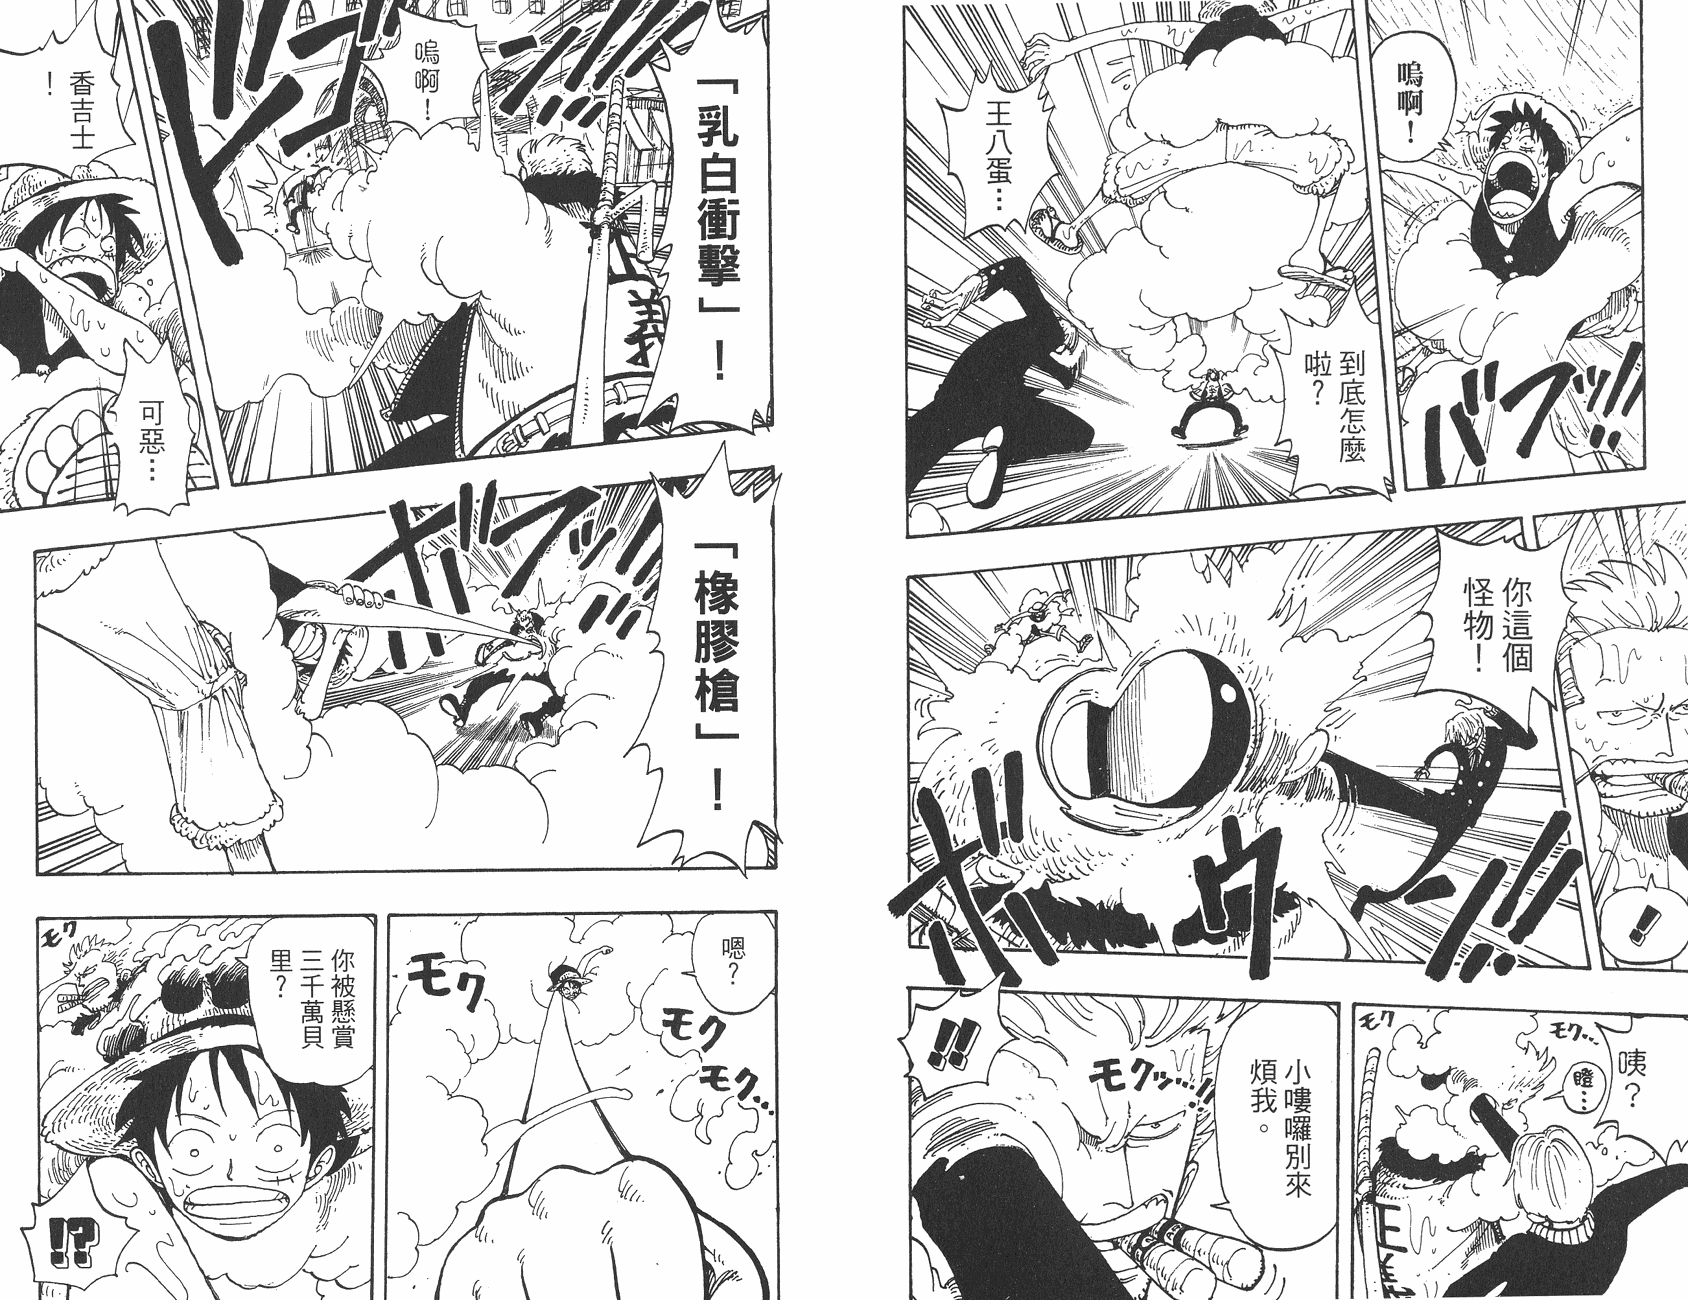 嗚啊！
バフッ!!!
王八蛋…
到底怎麼
啦？
你這個
怪物！
!
ボウッ!!!
咦？
モク
モク…
瞪…
小嘍囉別來
煩我。
モクッ…!!
!!
「乳白衝擊」！
嗚啊！
ドゴッ!!!
香吉士
！
可惡…
「橡膠槍」！
ボフッ!!!
嗯？
モク
モク
モク…
你被懸賞
三千萬貝
里？
モク
!?